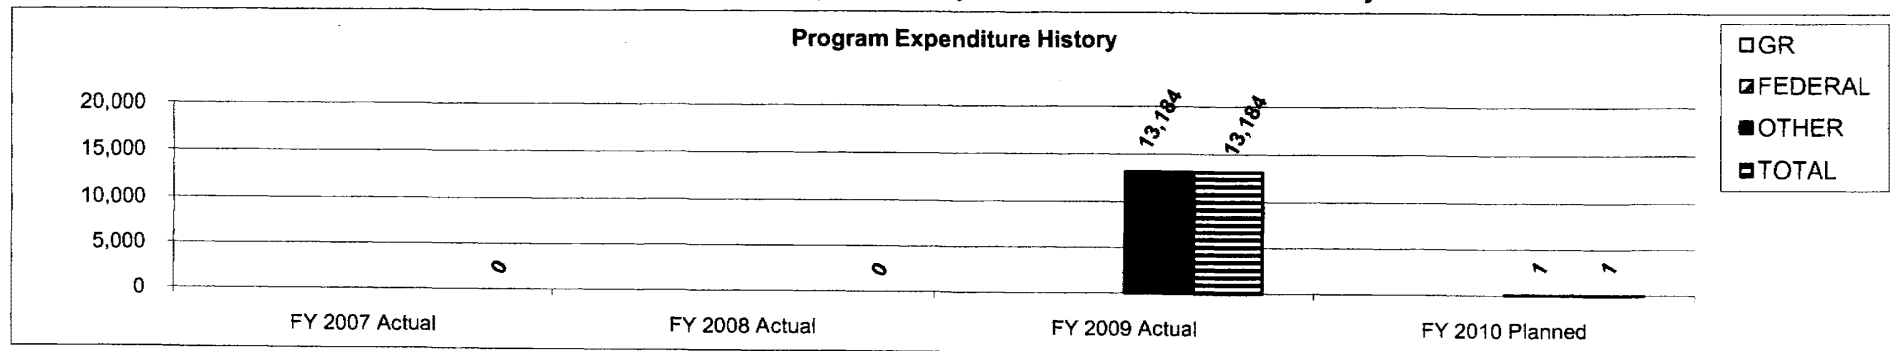 Program Expenditure History
20,000
15,000
10,000
5,000
0
13,184
13,184
0
0
1
1
FY 2007 Actual
FY 2008 Actual
FY 2009 Actual
FY 2010 Planned
GR
FEDERAL
OTHER
TOTAL